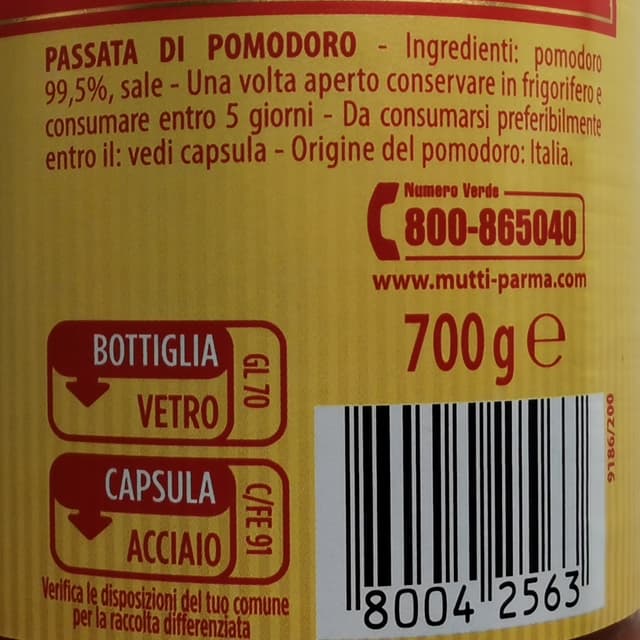 PASSATA DI POMODORO - Ingredienti: pomodoro
99,5%, sale - Una volta aperto conservare in frigorifero e
consumare entro 5 giorni - Da consumarsi preferibilmente
entro il: vedi capsula - Origine del pomodoro: Italia.
Numero Verde
800-865040
www.mutti-parma.com
700 g e
BOTTIGLIA
VETRO
GL 70
CAPSULA
ACCIAIO
C/FE 91
Verifica le disposizioni del tuo comune
per la raccolta differenziata
9186/200
8004 2563